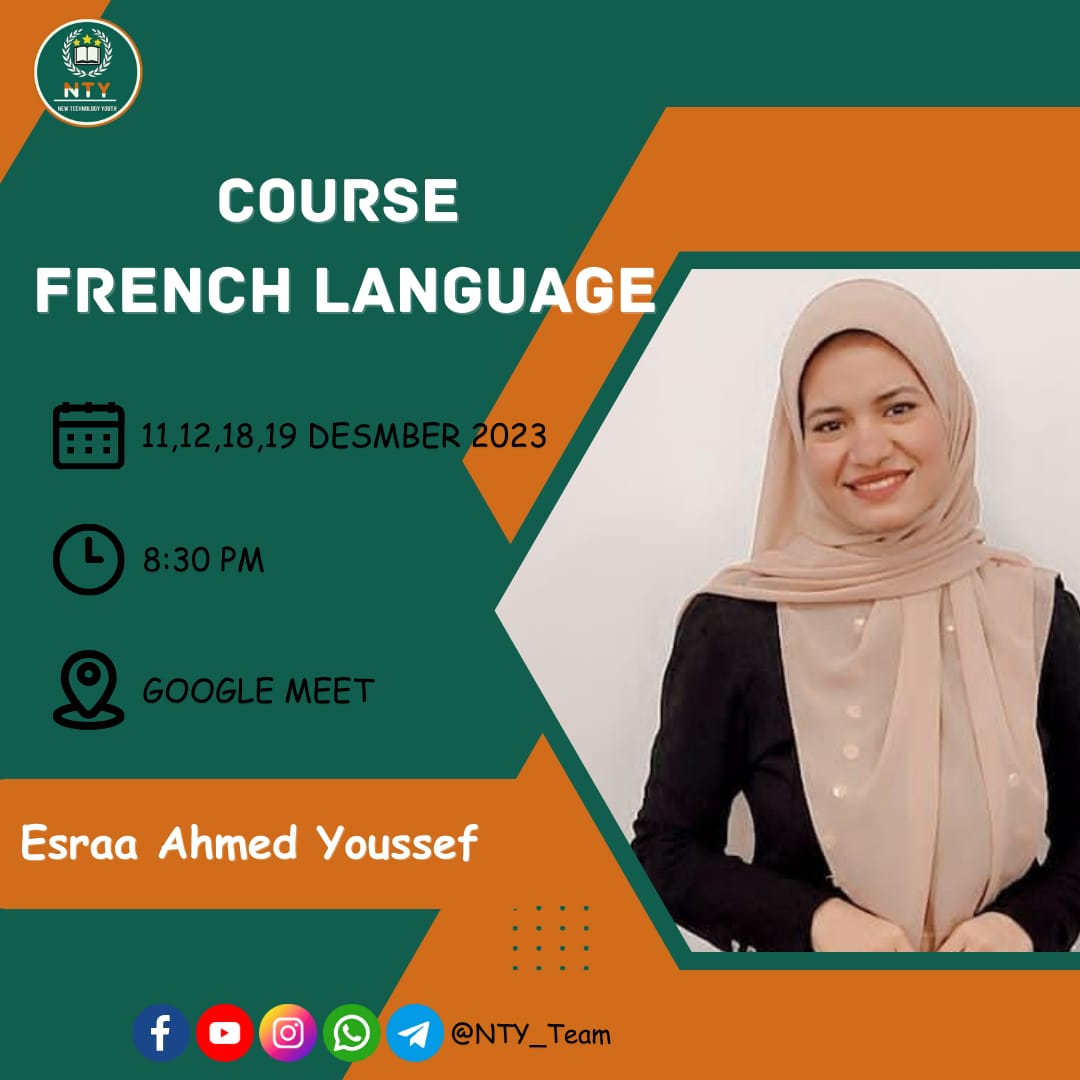 NTY
NEW TECHNOLOGY YOUTH
COURSE
FRENCH LANGUAGE
11,12,18,19 DESMBER 2023
8:30 PM
GOOGLE MEET
Esraa Ahmed Youssef
@NTY_Team